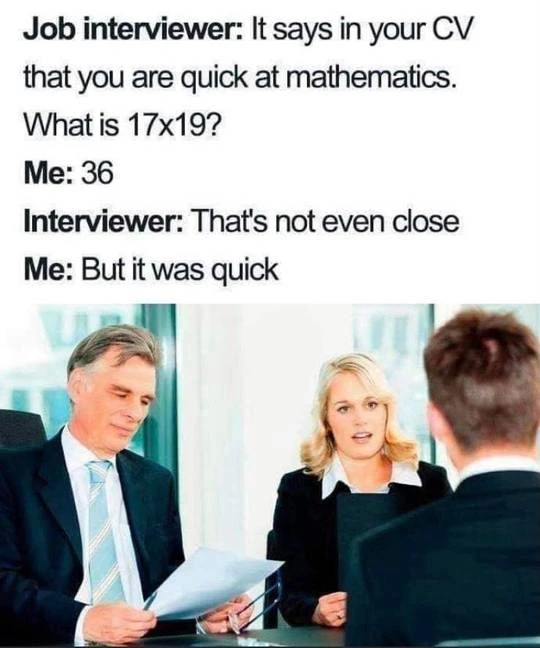 Job interviewer: It says in your CV
that you are quick at mathematics.
What is 17x19?
Me: 36
Interviewer: That's not even close
Me: But it was quick